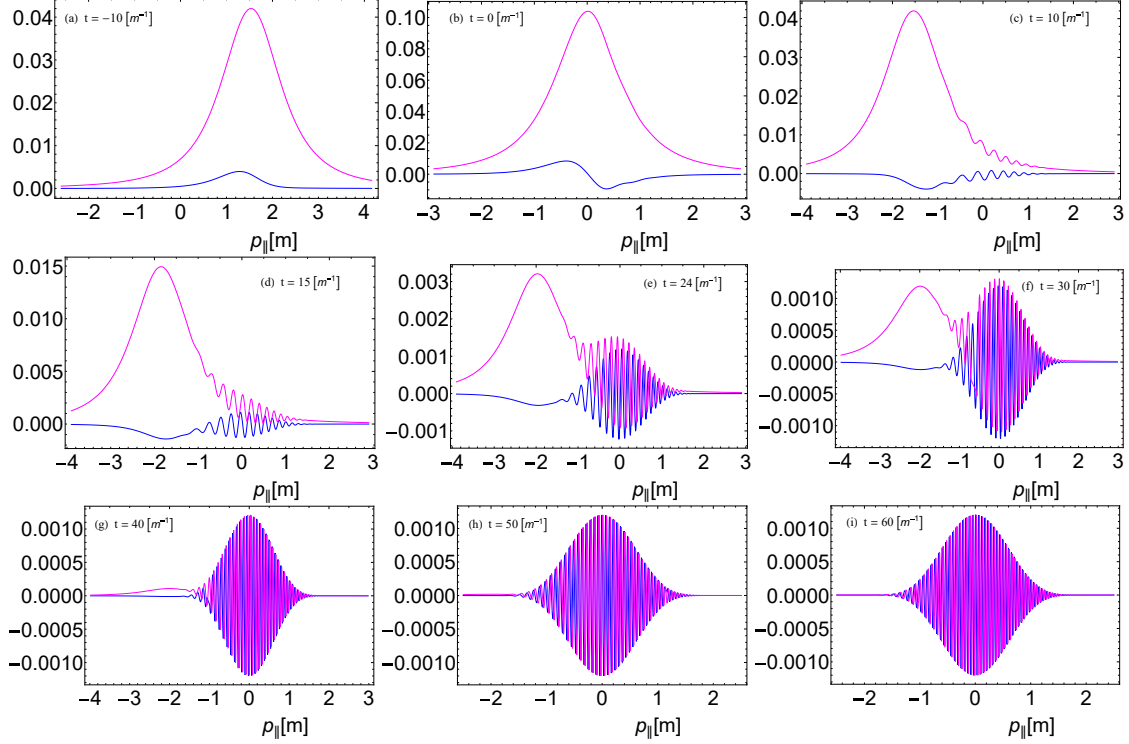 (a) t = −10 [m⁻¹]
0.04
0.03
0.02
0.01
0.00
−2 −1 0 1 2 3 4
p∥[m]
(b) t = 0 [m⁻¹]
0.10
0.08
0.06
0.04
0.02
0.00
−3 −2 −1 0 1 2 3
p∥[m]
(c) t = 10 [m⁻¹]
0.04
0.03
0.02
0.01
0.00
−4 −3 −2 −1 0 1 2 3
p∥[m]
(d) t = 15 [m⁻¹]
0.015
0.010
0.005
0.000
−4 −3 −2 −1 0 1 2 3
p∥[m]
(e) t = 24 [m⁻¹]
0.003
0.002
0.001
0.000
−0.001
−4 −3 −2 −1 0 1 2 3
p∥[m]
(f) t = 30 [m⁻¹]
0.0010
0.0005
0.0000
−0.0005
−0.0010
−4 −3 −2 −1 0 1 2 3
p∥[m]
(g) t = 40 [m⁻¹]
0.0010
0.0005
0.0000
−0.0005
−0.0010
−4 −3 −2 −1 0 1 2 3
p∥[m]
(h) t = 50 [m⁻¹]
0.0010
0.0005
0.0000
−0.0005
−0.0010
−2 −1 0 1 2
p∥[m]
(i) t = 60 [m⁻¹]
0.0010
0.0005
0.0000
−0.0005
−0.0010
−2 −1 0 1 2
p∥[m]